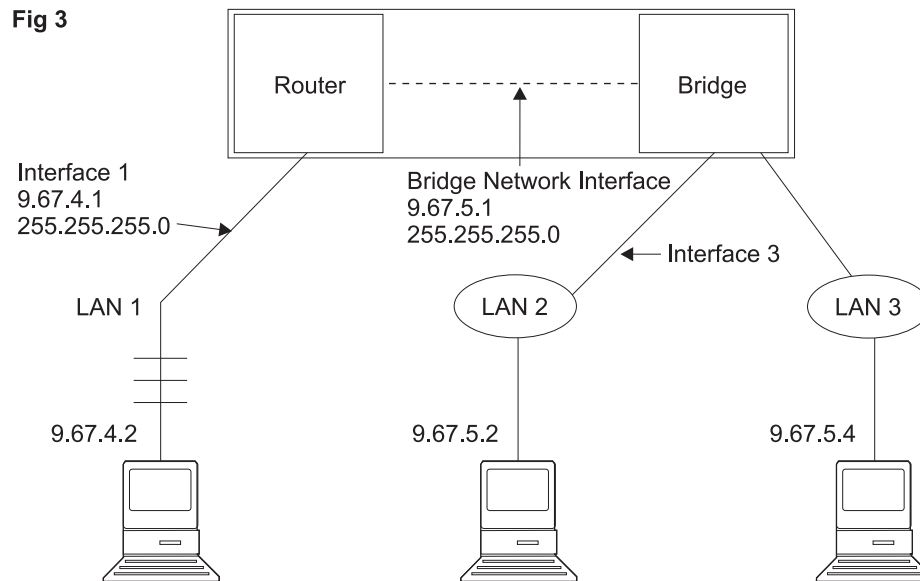 Fig 3
Router
Bridge
Interface 1
9.67.4.1
255.255.255.0
Bridge Network Interface
9.67.5.1
255.255.255.0
Interface 3
LAN 1
LAN 2
LAN 3
9.67.4.2
9.67.5.2
9.67.5.4